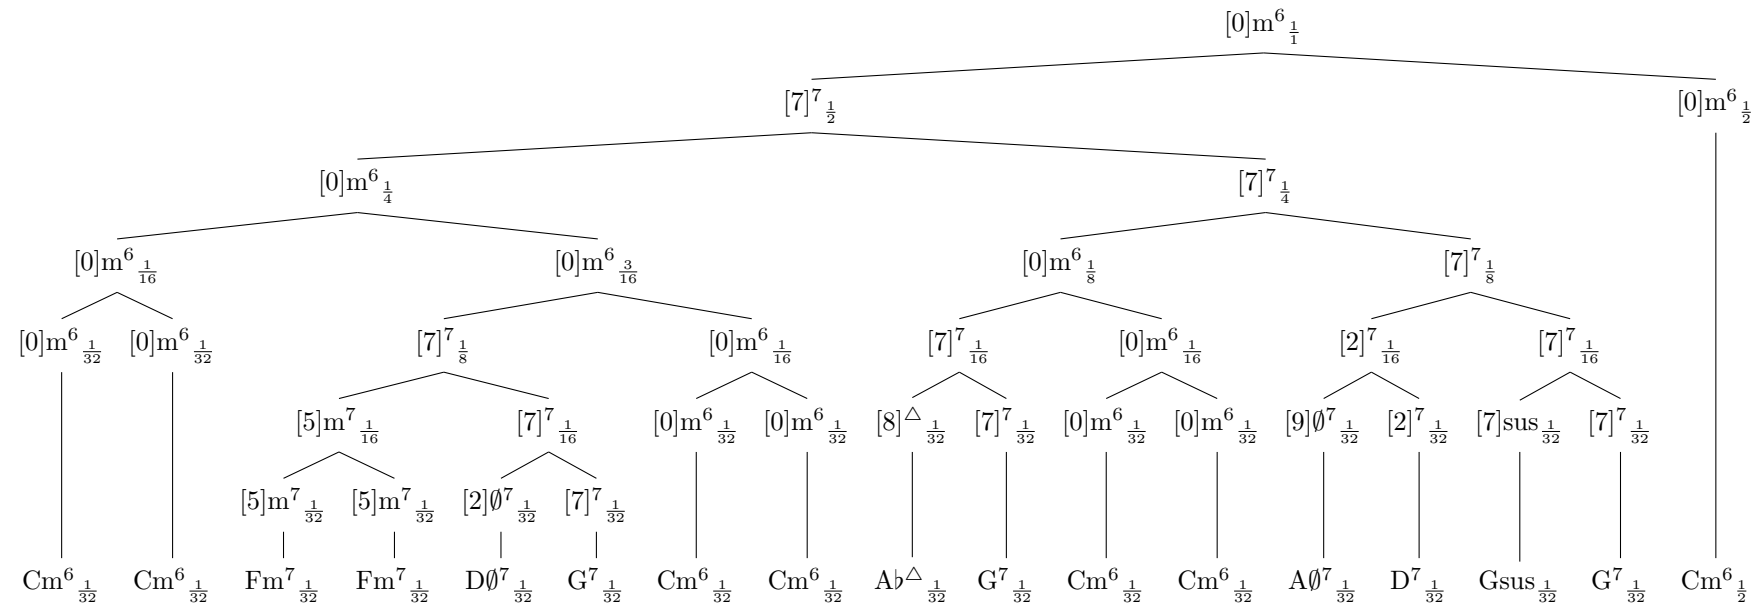 [0]m⁶ 1/1
[7]⁷ 1/2 [0]m⁶ 1/2
[0]m⁶ 1/4 [7]⁷ 1/4
[0]m⁶ 1/16 [0]m⁶ 3/16 [0]m⁶ 1/8 [7]⁷ 1/8
[0]m⁶ 1/32 [0]m⁶ 1/32 [7]⁷ 1/8 [0]m⁶ 1/16 [7]⁷ 1/16 [0]m⁶ 1/16 [2]⁷ 1/16 [7]⁷ 1/16
[5]m⁷ 1/16 [7]⁷ 1/16 [0]m⁶ 1/32 [0]m⁶ 1/32 [8]△ 1/32 [7]⁷ 1/32 [0]m⁶ 1/32 [0]m⁶ 1/32 [9]∅⁷ 1/32 [2]⁷ 1/32 [7]sus 1/32 [7]⁷ 1/32
[5]m⁷ 1/32 [5]m⁷ 1/32 [2]∅⁷ 1/32 [7]⁷ 1/32
Cm⁶ 1/32 Cm⁶ 1/32 Fm⁷ 1/32 Fm⁷ 1/32 D∅⁷ 1/32 G⁷ 1/32 Cm⁶ 1/32 Cm⁶ 1/32 A♭△ 1/32 G⁷ 1/32 Cm⁶ 1/32 Cm⁶ 1/32 A∅⁷ 1/32 D⁷ 1/32 Gsus 1/32 G⁷ 1/32 Cm⁶ 1/2